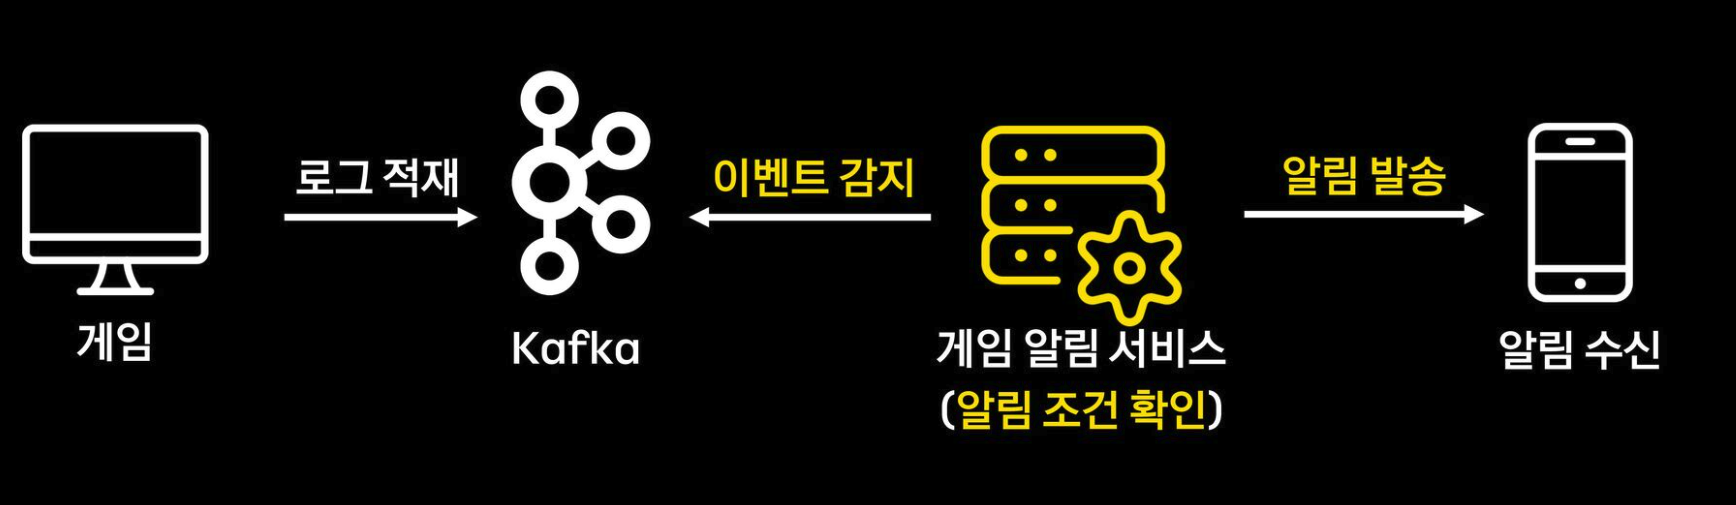 로그 적재
이벤트 감지
알림 발송
게임
Kafka
게임 알림 서비스
(알림 조건 확인)
알림 수신